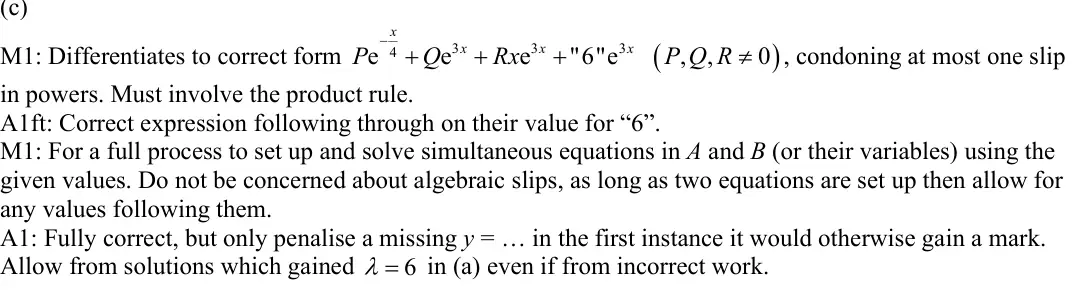 (c)
M1: Differentiates to correct form $Pe^{-\frac{x}{4}} + Qe^{3x} + Rxe^{3x} + "6"e^{3x}$ $(P, Q, R \neq 0)$, condoning at most one slip
in powers. Must involve the product rule.
A1ft: Correct expression following through on their value for “6”.
M1: For a full process to set up and solve simultaneous equations in A and B (or their variables) using the
given values. Do not be concerned about algebraic slips, as long as two equations are set up then allow for
any values following them.
A1: Fully correct, but only penalise a missing y = … in the first instance it would otherwise gain a mark.
Allow from solutions which gained $\lambda = 6$ in (a) even if from incorrect work.